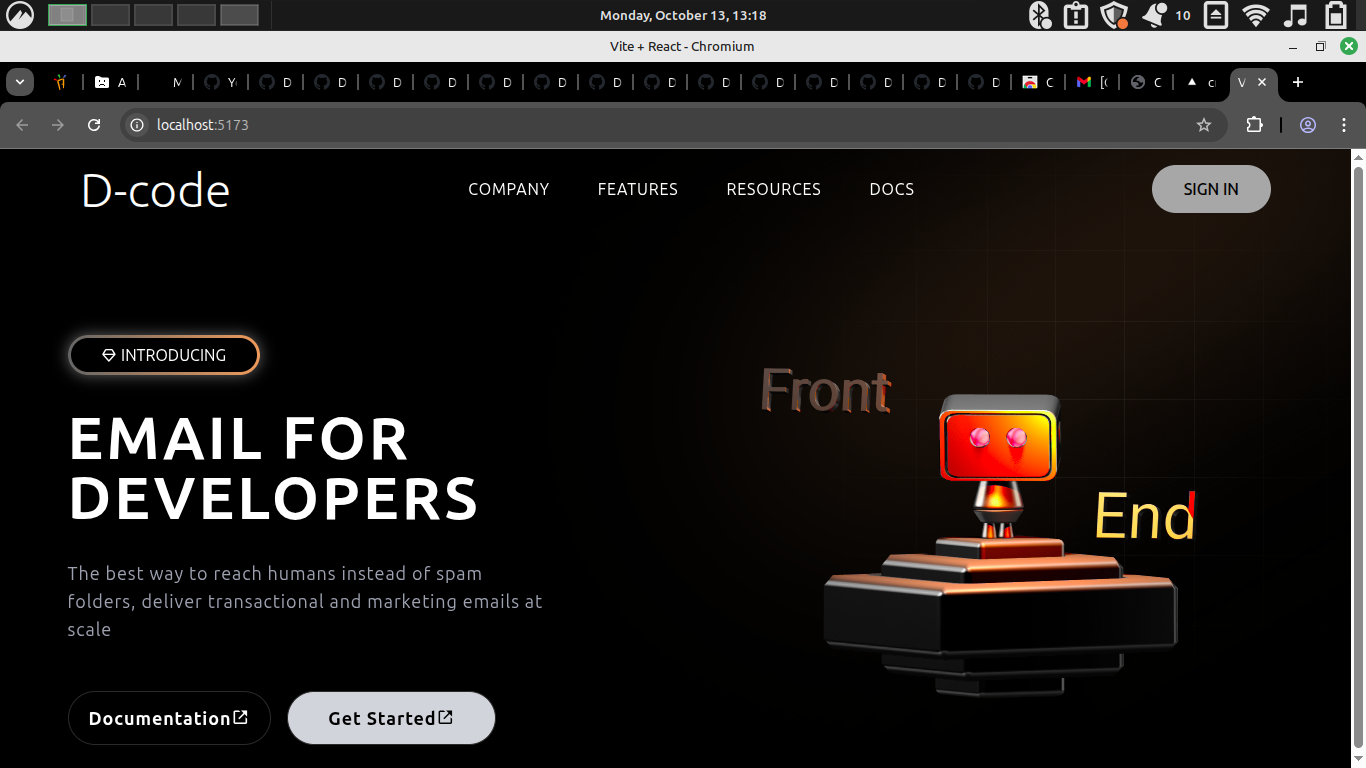 Monday, October 13, 13:18
10
Vite + React - Chromium
A
M
Y
D
D
D
D
D
D
D
D
D
D
D
D
D
D
C
[
C
c
V
localhost:5173
D-code
COMPANY
FEATURES
RESOURCES
DOCS
SIGN IN
INTRODUCING
EMAIL FOR
DEVELOPERS
The best way to reach humans instead of spam
folders, deliver transactional and marketing emails at
scale
Documentation
Get Started
Front
End